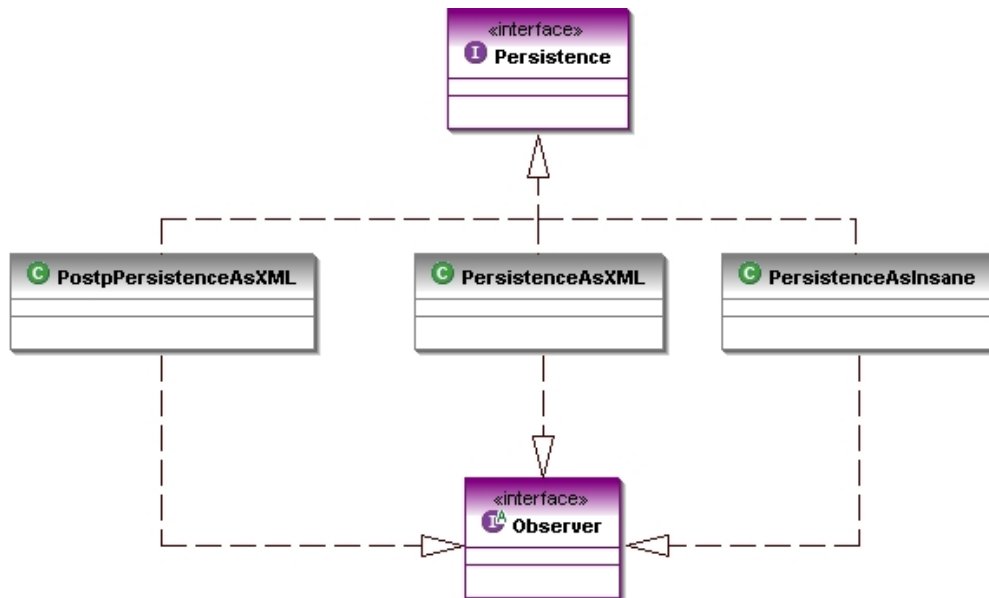 «interface»
I Persistence
C PostpPersistenceAsXML
C PersistenceAsXML
C PersistenceAsInsane
«interface»
I A Observer